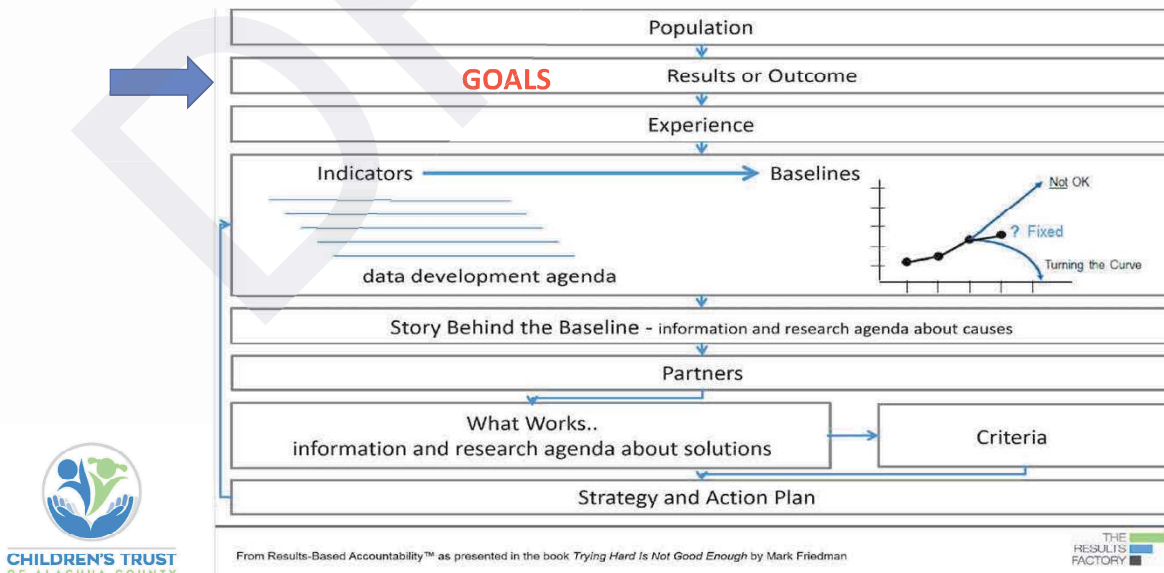 Population
GOALS Results or Outcome
Experience
Indicators Baselines
Not OK
? Fixed
Turning the Curve
data development agenda
Story Behind the Baseline - information and research agenda about causes
Partners
What Works..
information and research agenda about solutions
Criteria
Strategy and Action Plan
From Results-Based Accountability™ as presented in the book Trying Hard Is Not Good Enough by Mark Friedman
THE
RESULTS
FACTORY
CHILDREN'S TRUST
OF ALACHUA COUNTY